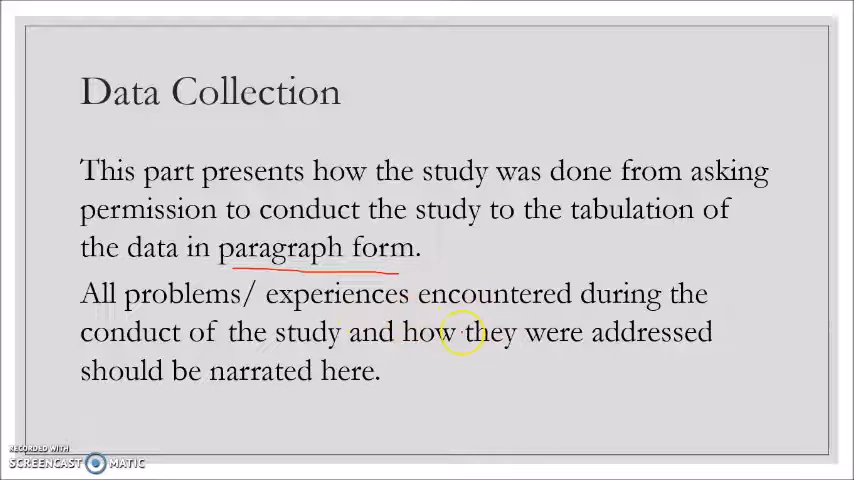 Data Collection
This part presents how the study was done from asking
permission to conduct the study to the tabulation of
the data in paragraph form.
All problems/ experiences encountered during the
conduct of the study and how they were addressed
should be narrated here.
RECORDED WITH
SCREENCAST MATIC